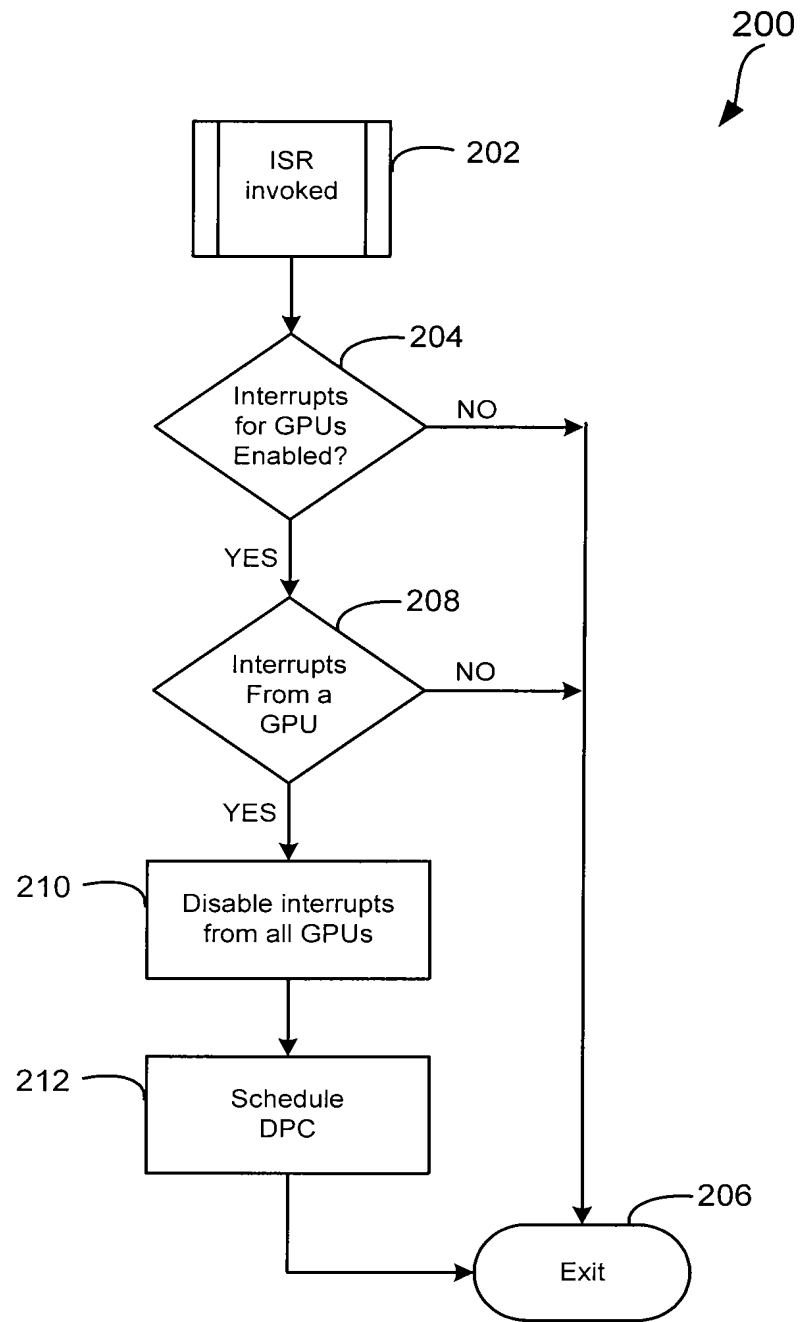 200
ISR
invoked
202
204
Interrupts
for GPUs
Enabled?
NO
YES
208
Interrupts
From a
GPU
NO
YES
210
Disable interrupts
from all GPUs
212
Schedule
DPC
206
Exit